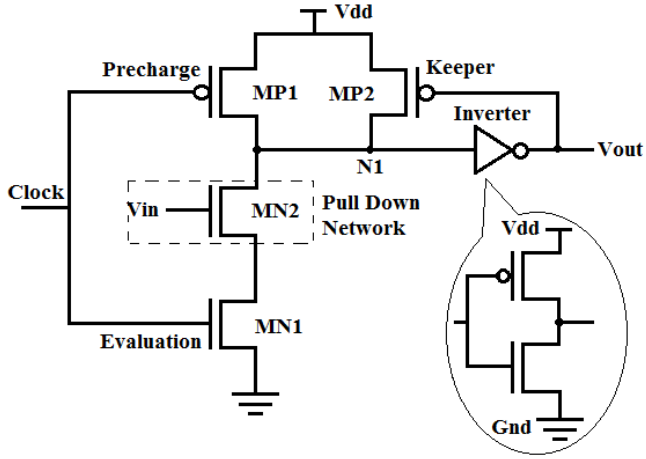 Vdd
Precharge
Keeper
MP1
MP2
Inverter
N1
Vout
Clock
Vin
MN2
Pull Down
Network
Vdd
MN1
Evaluation
Gnd